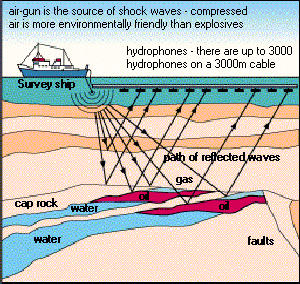 air-gun is the source of shock waves - compressed
air is more environmentally friendly than explosives
hydrophones - there are up to 3000
hydrophones on a 3000m cable
Survey ship
path of reflected waves
gas
oil
cap rock
water
oil
water
faults